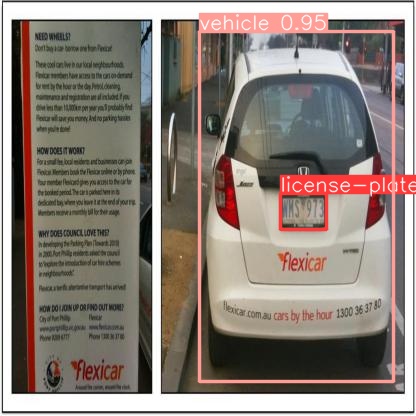 NEED WHEELS?
Don't buy a car- borrow one from Flexicar!
These cool cars live in our local neighbourhoods.
Flexicar members have access to the cars on-demand
for rent by the hour or the day. Petrol, cleaning,
maintenance and registration are all included. If you
drive less than 10,000km per year you'll probably find
Flexicar will save you money. And no parking hassles
when you're done!
HOW DOES IT WORK?
For a small fee, local residents and businesses can join
Flexicar. Members book the Flexicar online or by phone.
Your member Flexicard gives you access to the car for
the booked period. The car is parked here in its
dedicated bay, when you leave it at the end of your trip.
Members receive a monthly bill for their usage.
WHY DOES COUNCIL LOVE THIS?
In developing the Parking Plan (Towards 2010)
in 2000, Port Phillip residents asked the council
to 'explore the introduction of car hire schemes
in neighbourhoods'.
Flexicar, a terrific alternative transport has arrived!
HOW DO I JOIN UP OR FIND OUT MORE?
City of Port Phillip Flexicar
www.portphillip.vic.gov.au www.flexicar.com.au
Phone 9209 6777 Phone 1300 36 37 80
flexicar
Around the corner, around the clock.
vehicle 0.95
license-plate
Jazz
flexicar
flexicar.com.au cars by the hour 1300 36 37 80